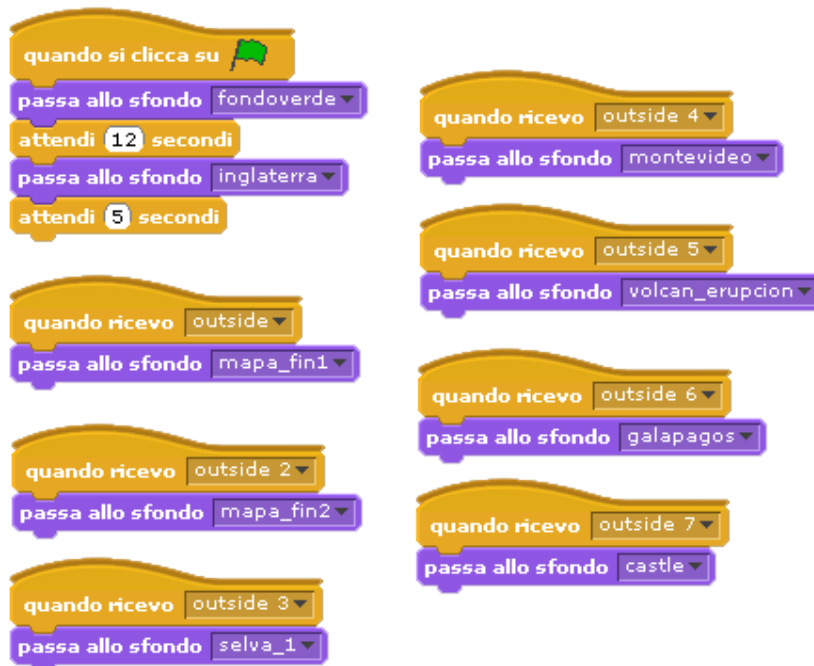 quando si clicca su
passa allo sfondo fondoverde
attendi 12 secondi
passa allo sfondo inglaterra
attendi 5 secondi
quando ricevo outside
passa allo sfondo mapa_fin1
quando ricevo outside 2
passa allo sfondo mapa_fin2
quando ricevo outside 3
passa allo sfondo selva_1
quando ricevo outside 4
passa allo sfondo montevideo
quando ricevo outside 5
passa allo sfondo volcan_erupcion
quando ricevo outside 6
passa allo sfondo galapagos
quando ricevo outside 7
passa allo sfondo castle